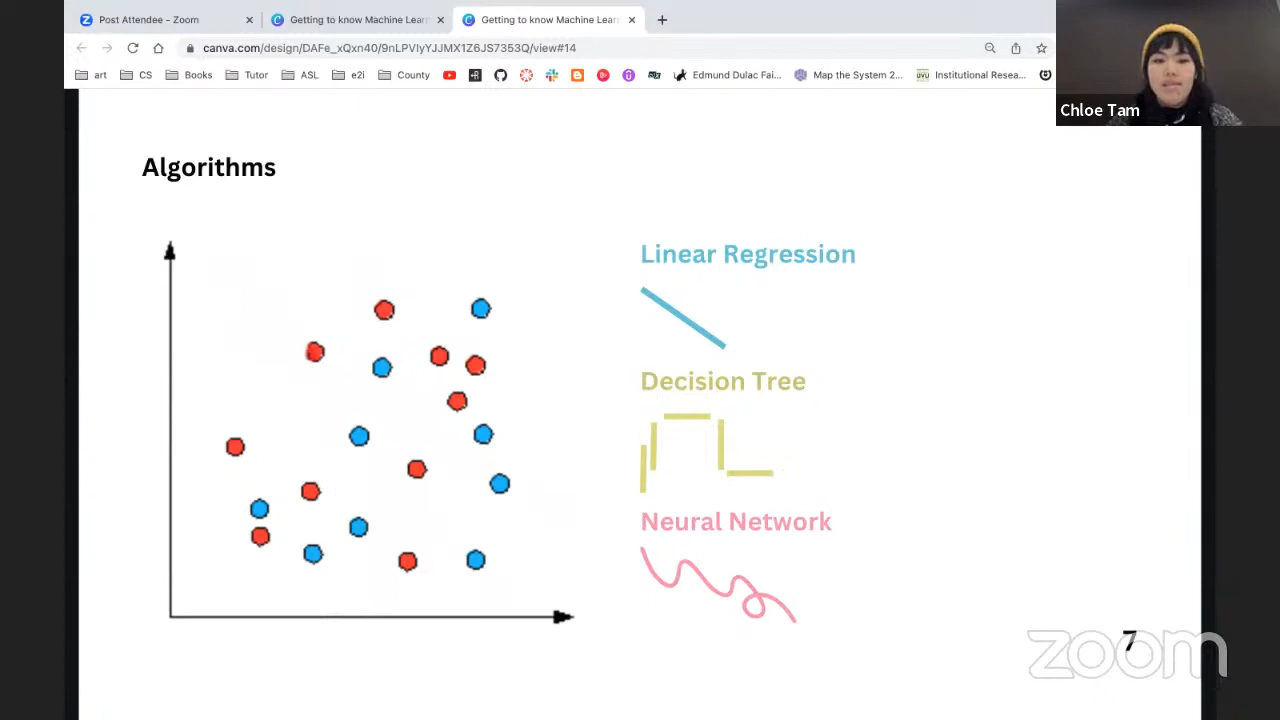 Post Attendee - Zoom
Getting to know Machine Lear
Getting to know Machine Lear
canva.com/design/DAFe_xQxn40/9nLPVIyYJJMX1Z6JS7353Q/view#14
art CS Books Tutor ASL e2i County Edmund Dulac Fai... Map the System 2... UVU Institutional Resea...
Chloe Tam
Algorithms
Linear Regression
Decision Tree
Neural Network
7
zoom